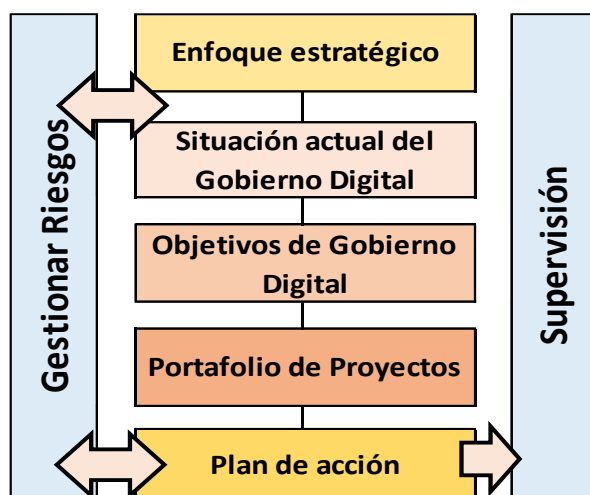 Enfoque estratégico
Situación actual del
Gobierno Digital
Objetivos de Gobierno
Digital
Portafolio de Proyectos
Plan de acción
Gestionar Riesgos
Supervisión